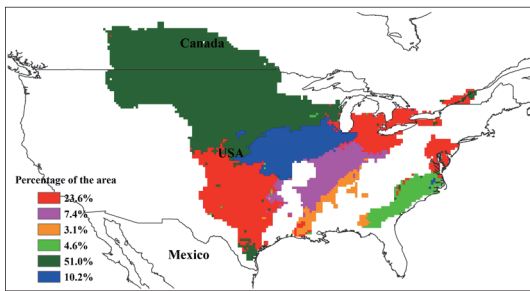 Canada
USA
Percentage of the area
23.6%
7.4%
3.1%
4.6%
51.0%
10.2%
Mexico